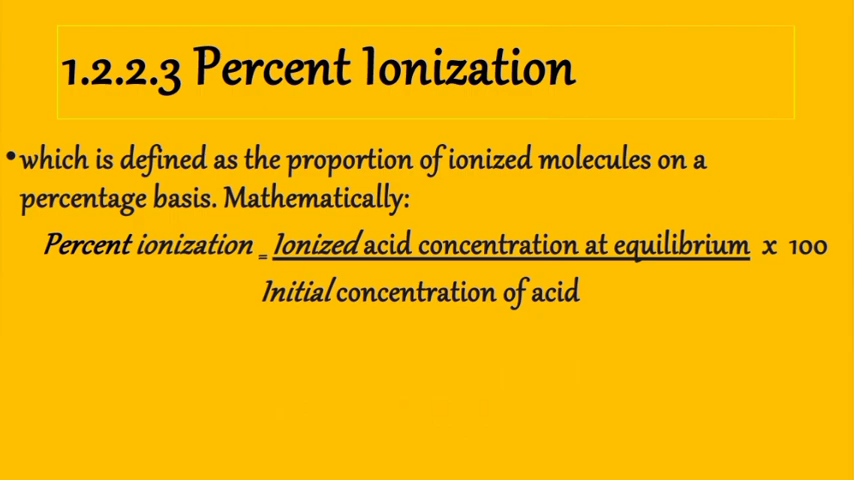 1.2.2.3 Percent Ionization
•which is defined as the proportion of ionized molecules on a
percentage basis. Mathematically:
Percent ionization = Ionized acid concentration at equilibrium x 100
Initial concentration of acid